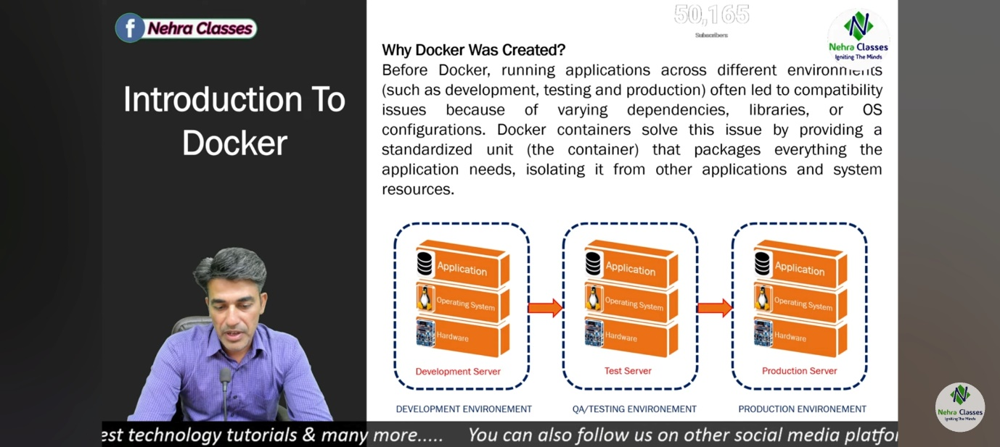 Nehra Classes
50,165
Subscribers
Nehra Classes
Igniting The Minds
Introduction To
Docker
Why Docker Was Created?
Before Docker, running applications across different environments
(such as development, testing and production) often led to compatibility
issues because of varying dependencies, libraries, or OS
configurations. Docker containers solve this issue by providing a
standardized unit (the container) that packages everything the
application needs, isolating it from other applications and system
resources.
Application
Operating System
Hardware
Development Server
DEVELOPMENT ENVIRONEMENT
Application
Operating System
Hardware
Test Server
QA/TESTING ENVIRONEMENT
Application
Operating System
Hardware
Production Server
PRODUCTION ENVIRONEMENT
Nehra Classes
Igniting The Minds
est technology tutorials & many more..... You can also follow us on other social media platfor